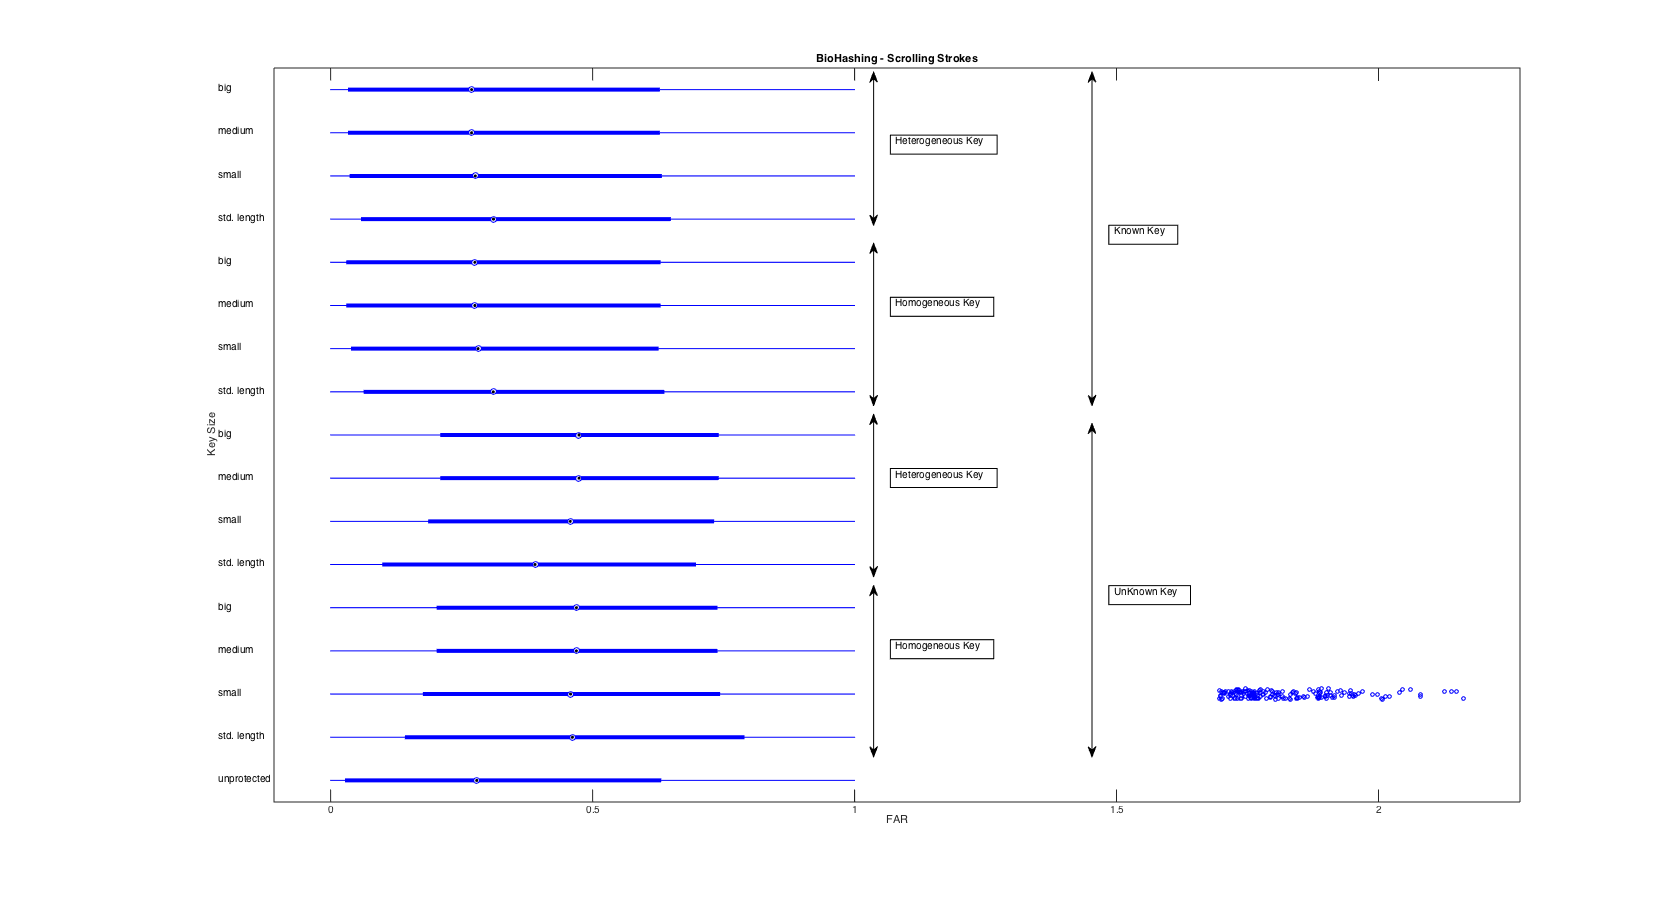 BioHashing - Scrolling Strokes
big
medium
Heterogeneous Key
small
std. length
Known Key
big
medium
Homogeneous Key
small
std. length
Key Size
big
medium
Heterogeneous Key
small
std. length
UnKnown Key
big
medium
Homogeneous Key
small
std. length
unprotected
0 0.5 1 1.5 2
FAR